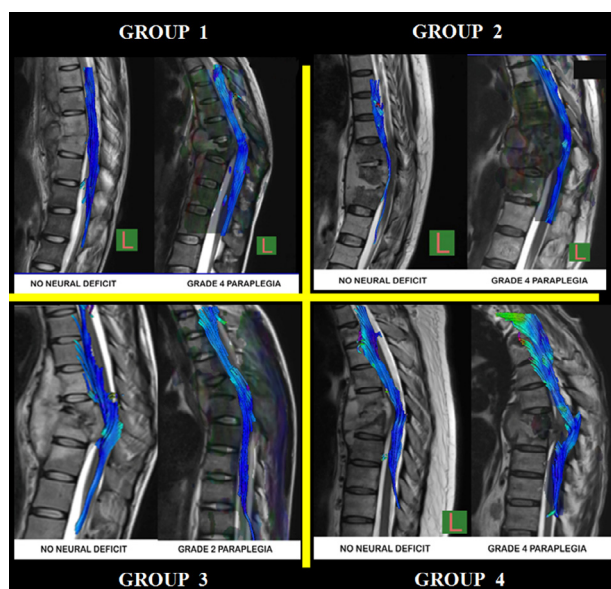 GROUP 1
GROUP 2
L
L
L
L
NO NEURAL DEFICIT
GRADE 4 PARAPLEGIA
NO NEURAL DEFICIT
GRADE 4 PARAPLEGIA
L
NO NEURAL DEFICIT
GRADE 2 PARAPLEGIA
NO NEURAL DEFICIT
GRADE 4 PARAPLEGIA
GROUP 3
GROUP 4